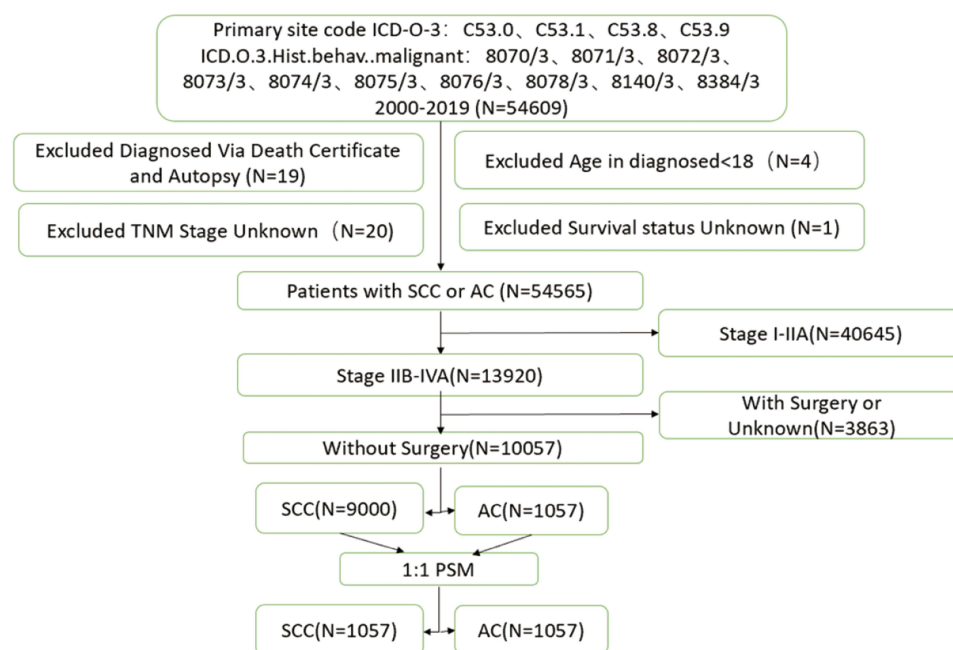 Primary site code ICD-O-3： C53.0、C53.1、C53.8、C53.9
ICD.O.3.Hist.behav..malignant：8070/3、8071/3、8072/3、
8073/3、8074/3、8075/3、8076/3、8078/3、8140/3、8384/3
2000-2019 (N=54609)
Excluded Diagnosed Via Death Certificate
and Autopsy (N=19)
Excluded Age in diagnosed<18（N=4）
Excluded TNM Stage Unknown（N=20)
Excluded Survival status Unknown (N=1)
Patients with SCC or AC (N=54565)
Stage I-IIA(N=40645)
Stage IIB-IVA(N=13920)
With Surgery or
Unknown(N=3863)
Without Surgery(N=10057)
SCC(N=9000)
AC(N=1057)
1:1 PSM
SCC(N=1057)
AC(N=1057)